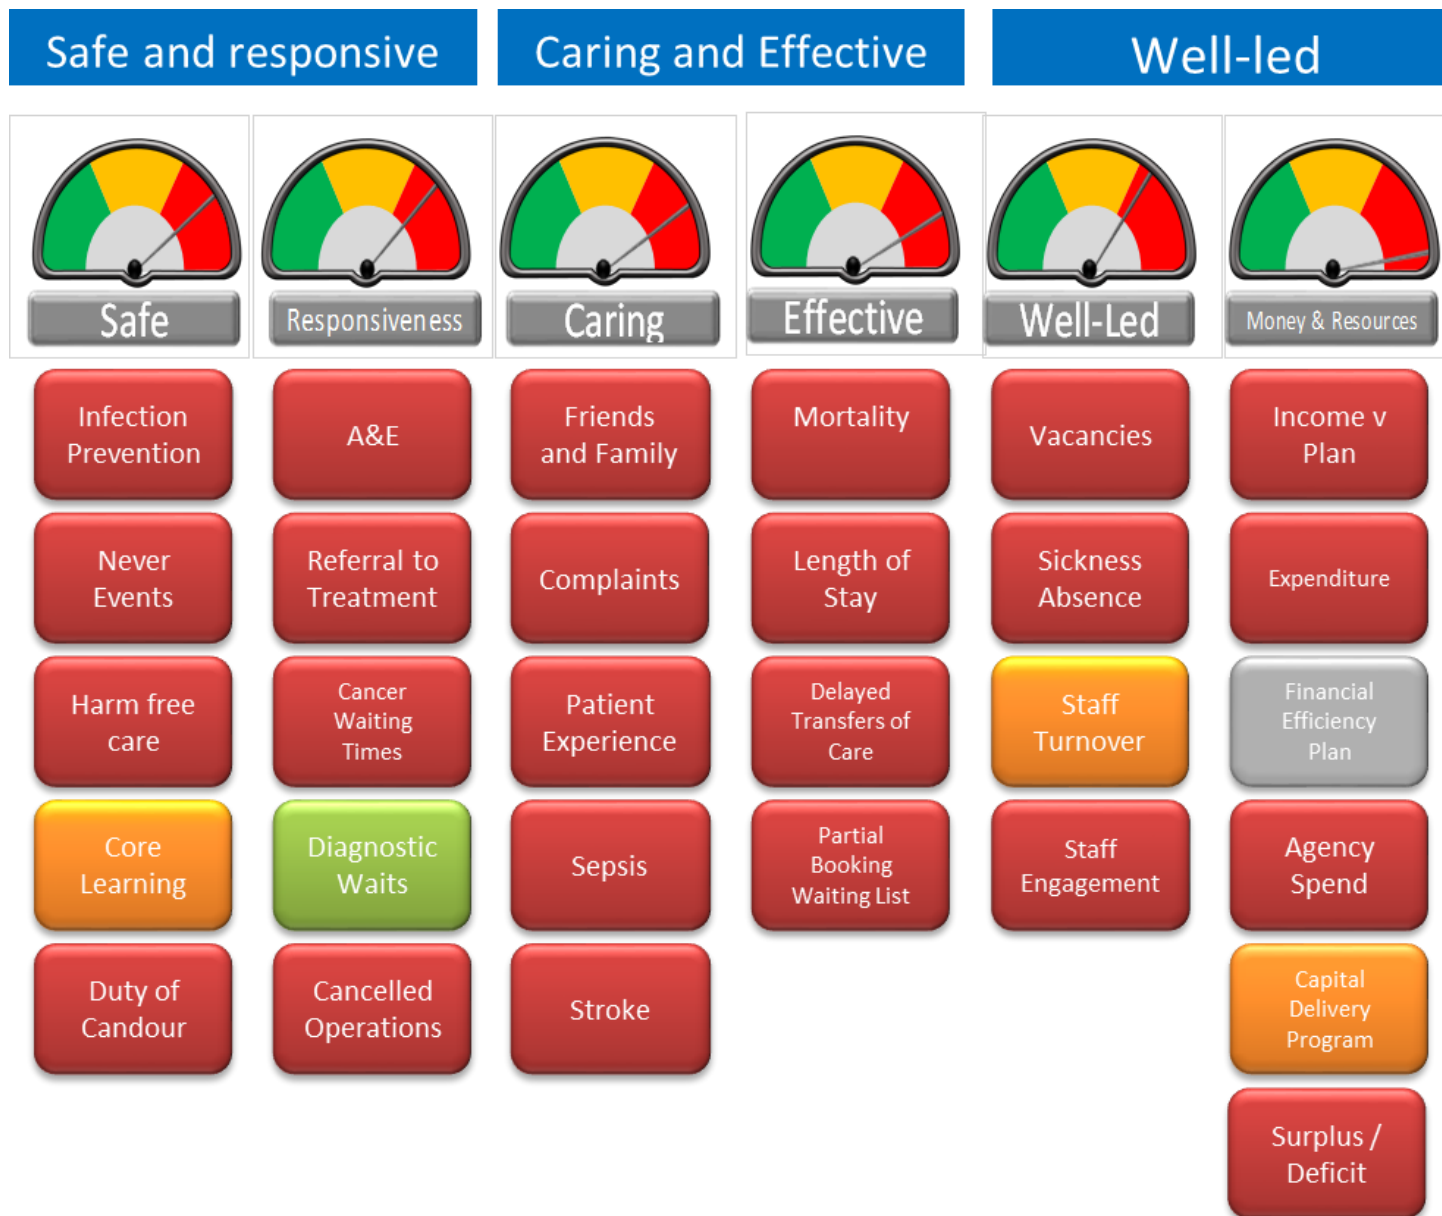 Safe and responsive
Caring and Effective
Well-led
Safe
Responsiveness
Caring
Effective
Well-Led
Money & Resources
Infection
Prevention
A&E
Friends
and Family
Mortality
Vacancies
Income v
Plan
Never
Events
Referral to
Treatment
Complaints
Length of
Stay
Sickness
Absence
Expenditure
Harm free
care
Cancer
Waiting
Times
Patient
Experience
Delayed
Transfers of
Care
Staff
Turnover
Financial
Efficiency
Plan
Core
Learning
Diagnostic
Waits
Sepsis
Partial
Booking
Waiting List
Staff
Engagement
Agency
Spend
Duty of
Candour
Cancelled
Operations
Stroke
Capital
Delivery
Program
Surplus /
Deficit